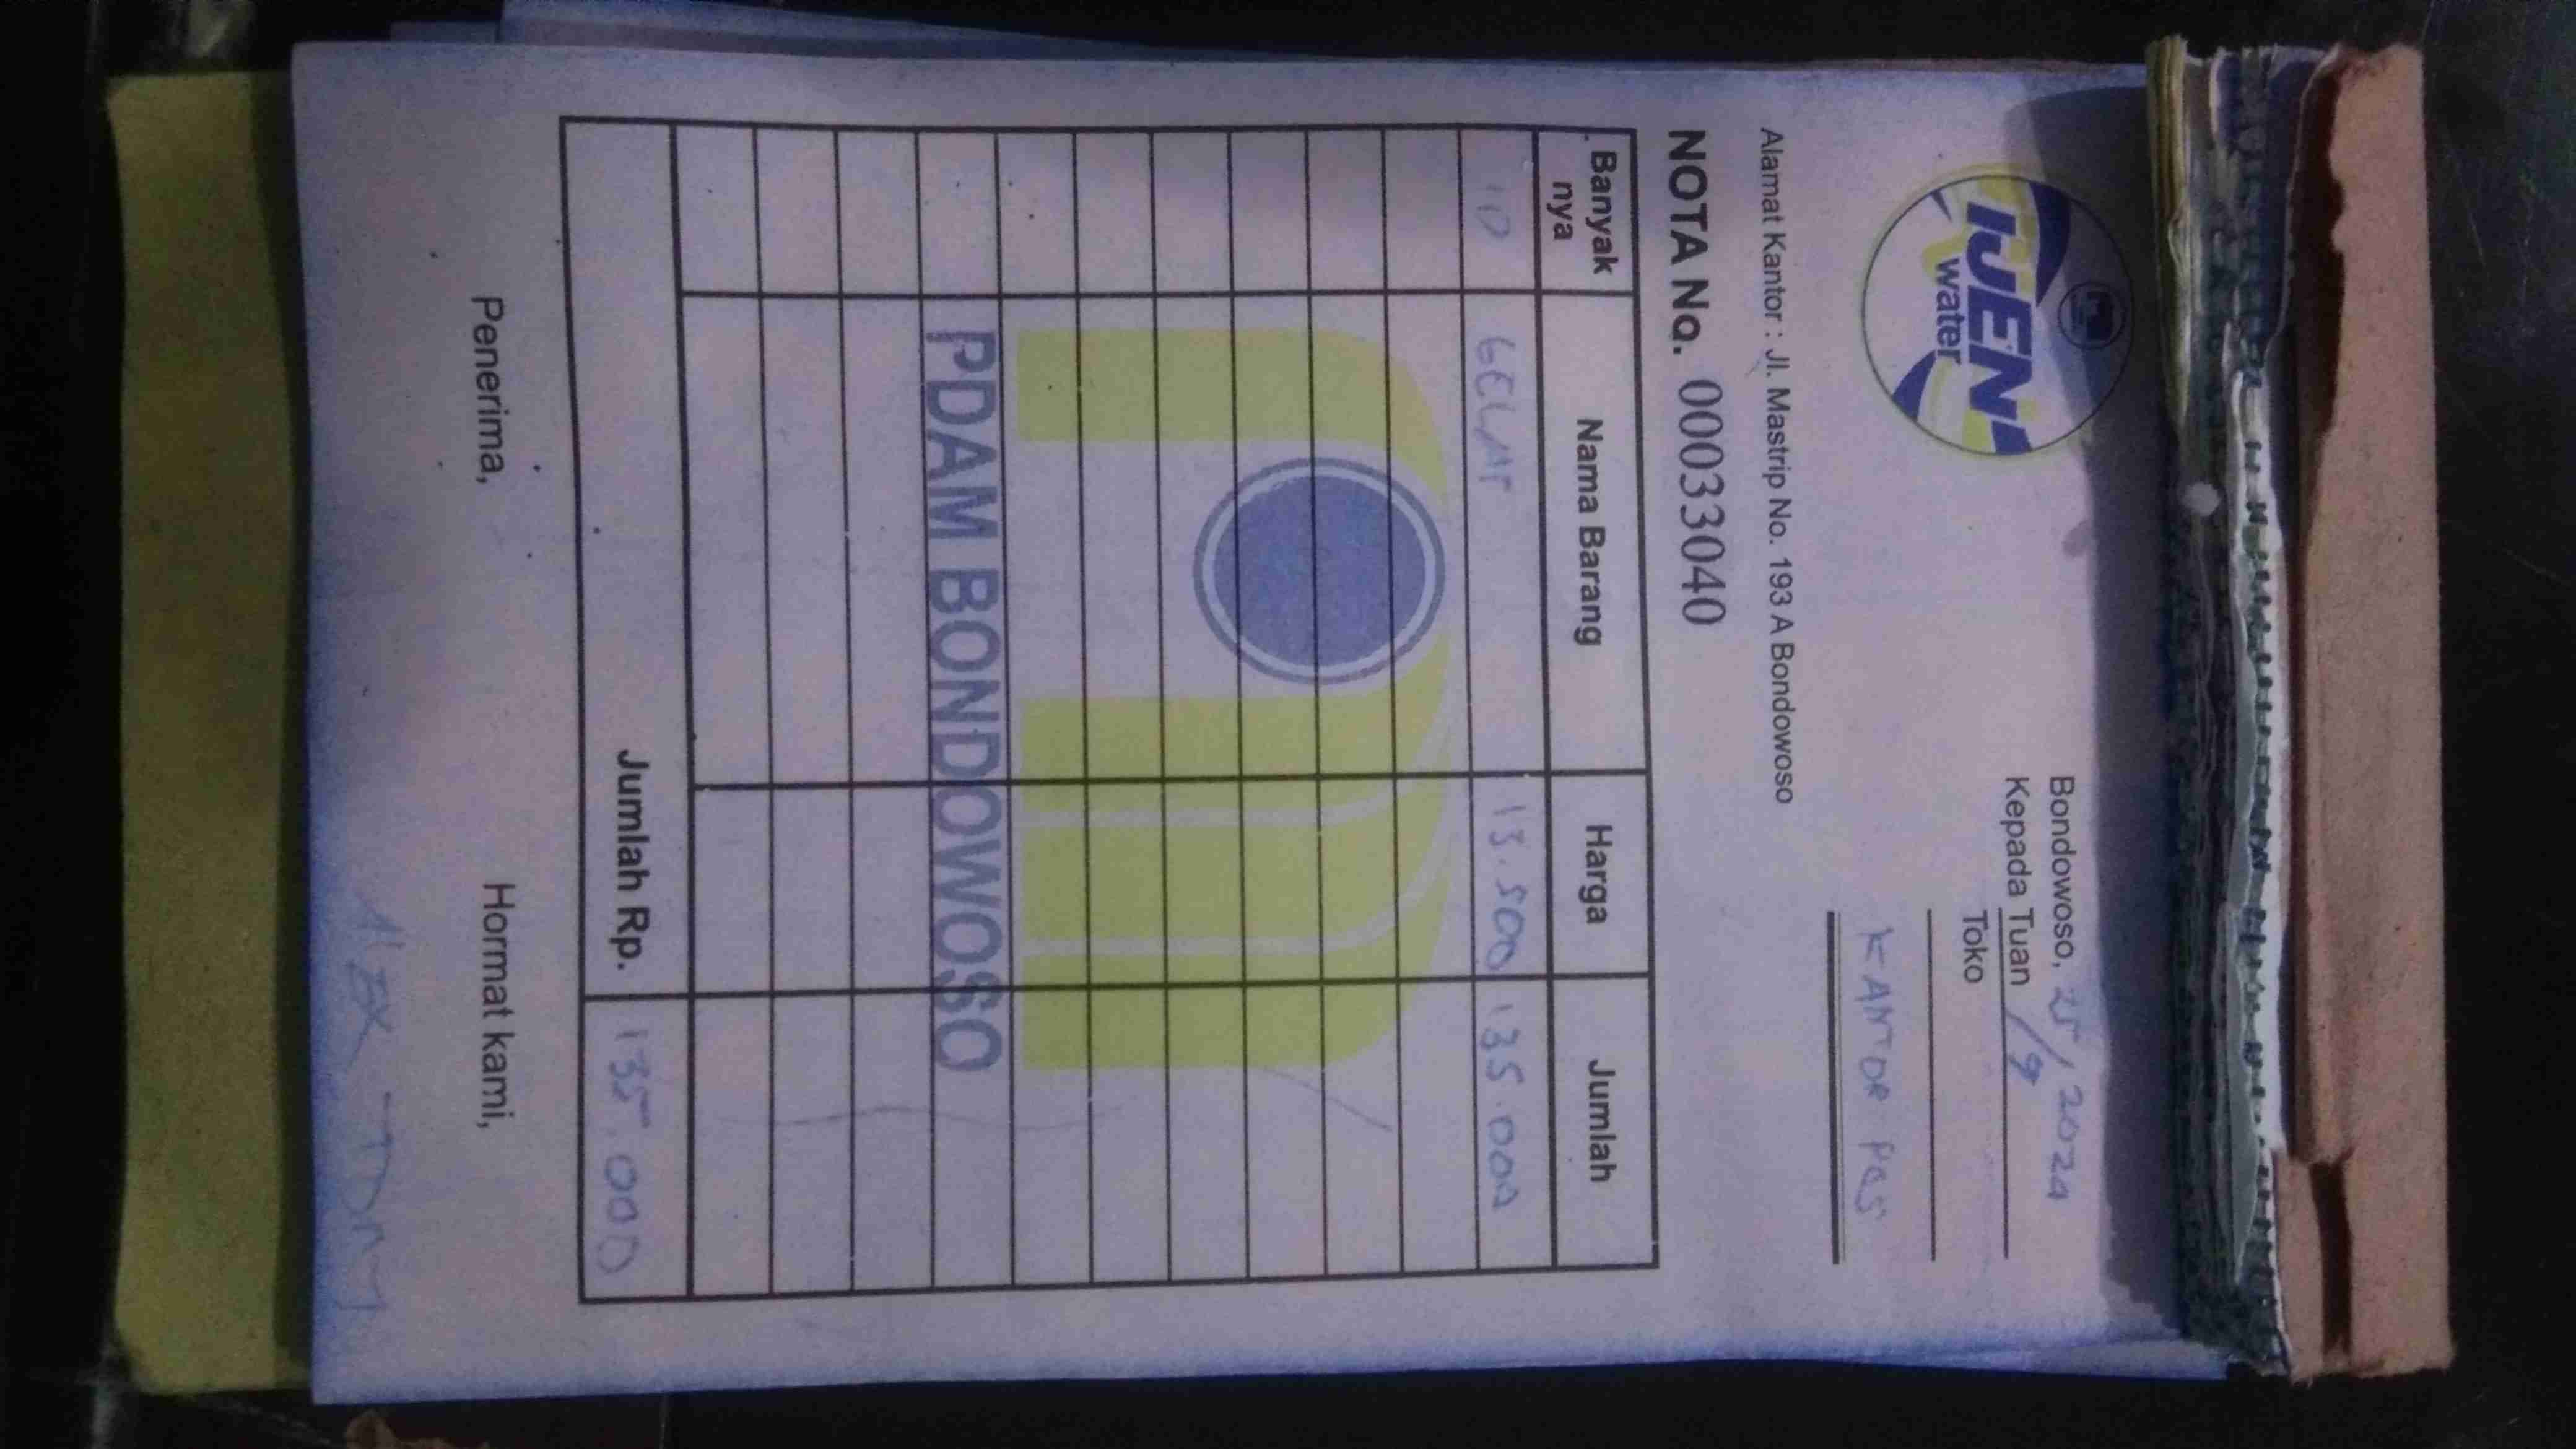 IJEN
water
Bondowoso, 25/9 2024
Kepada Tuan
Toko
KANTOR POS
Alamat Kantor : Jl. Mastrip No. 193 A Bondowoso
NOTA No. 00033040
Banyak nya Nama Barang Harga Jumlah
10 GELAS 13.500 135.000
PDAM BONDOWOSO
Jumlah Rp. 135.000
Penerima, Hormat kami,